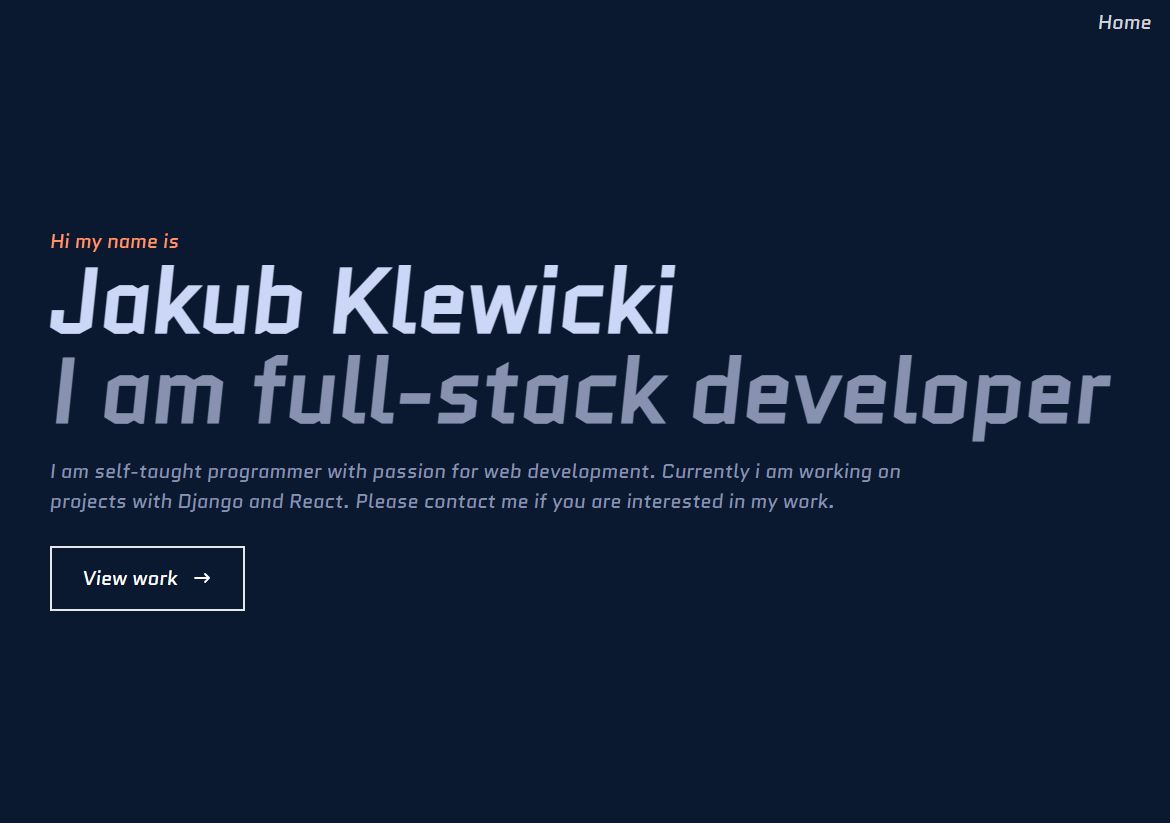 Home
Hi my name is
Jakub Klewicki
I am full-stack developer
I am self-taught programmer with passion for web development. Currently i am working on
projects with Django and React. Please contact me if you are interested in my work.
View work →